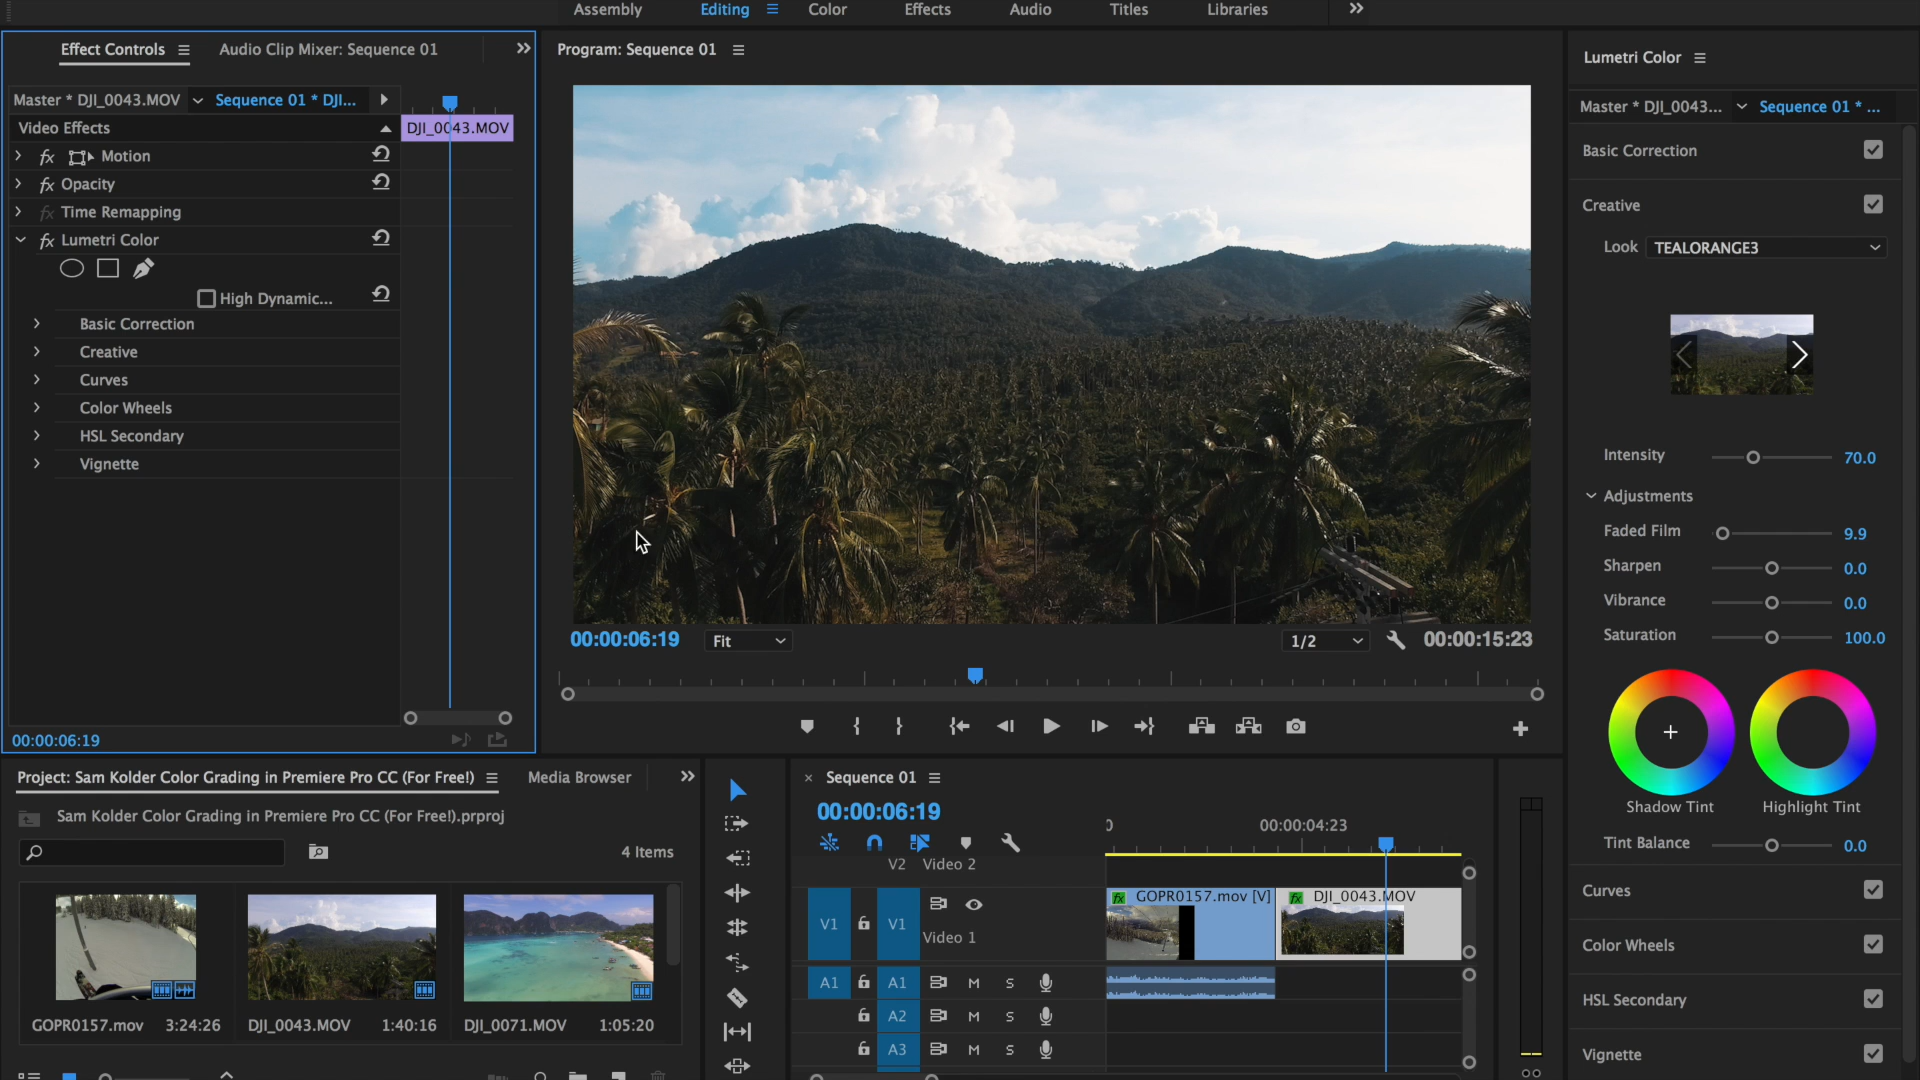 Assembly Editing Color Effects Audio Titles Libraries
Effect Controls Audio Clip Mixer: Sequence 01
Master * DJI_0043.MOV Sequence 01 * DJI...
Video Effects
DJI_0043.MOV
fx Motion
fx Opacity
fx Time Remapping
fx Lumetri Color
High Dynamic...
Basic Correction
Creative
Curves
Color Wheels
HSL Secondary
Vignette
00:00:06:19
Program: Sequence 01
00:00:06:19 Fit 1/2 00:00:15:23
Lumetri Color
Master * DJI_0043... Sequence 01 * ...
Basic Correction
Creative
Look TEALORANGE3
Intensity 70.0
Adjustments
Faded Film 9.9
Sharpen 0.0
Vibrance 0.0
Saturation 100.0
Shadow Tint Highlight Tint
Tint Balance 0.0
Curves
Color Wheels
HSL Secondary
Vignette
Project: Sam Kolder Color Grading in Premiere Pro CC (For Free!) Media Browser
Sam Kolder Color Grading in Premiere Pro CC (For Free!).prproj
4 Items
GOPR0157.mov 3:24:26 DJI_0043.MOV 1:40:16 DJI_0071.MOV 1:05:20
Sequence 01
00:00:06:19
0 00:00:04:23
V2 Video 2
V1 V1 Video 1
fx GOPR0157.mov [V] fx DJI_0043.MOV
A1 A1 M S
A2 M S
A3 M S